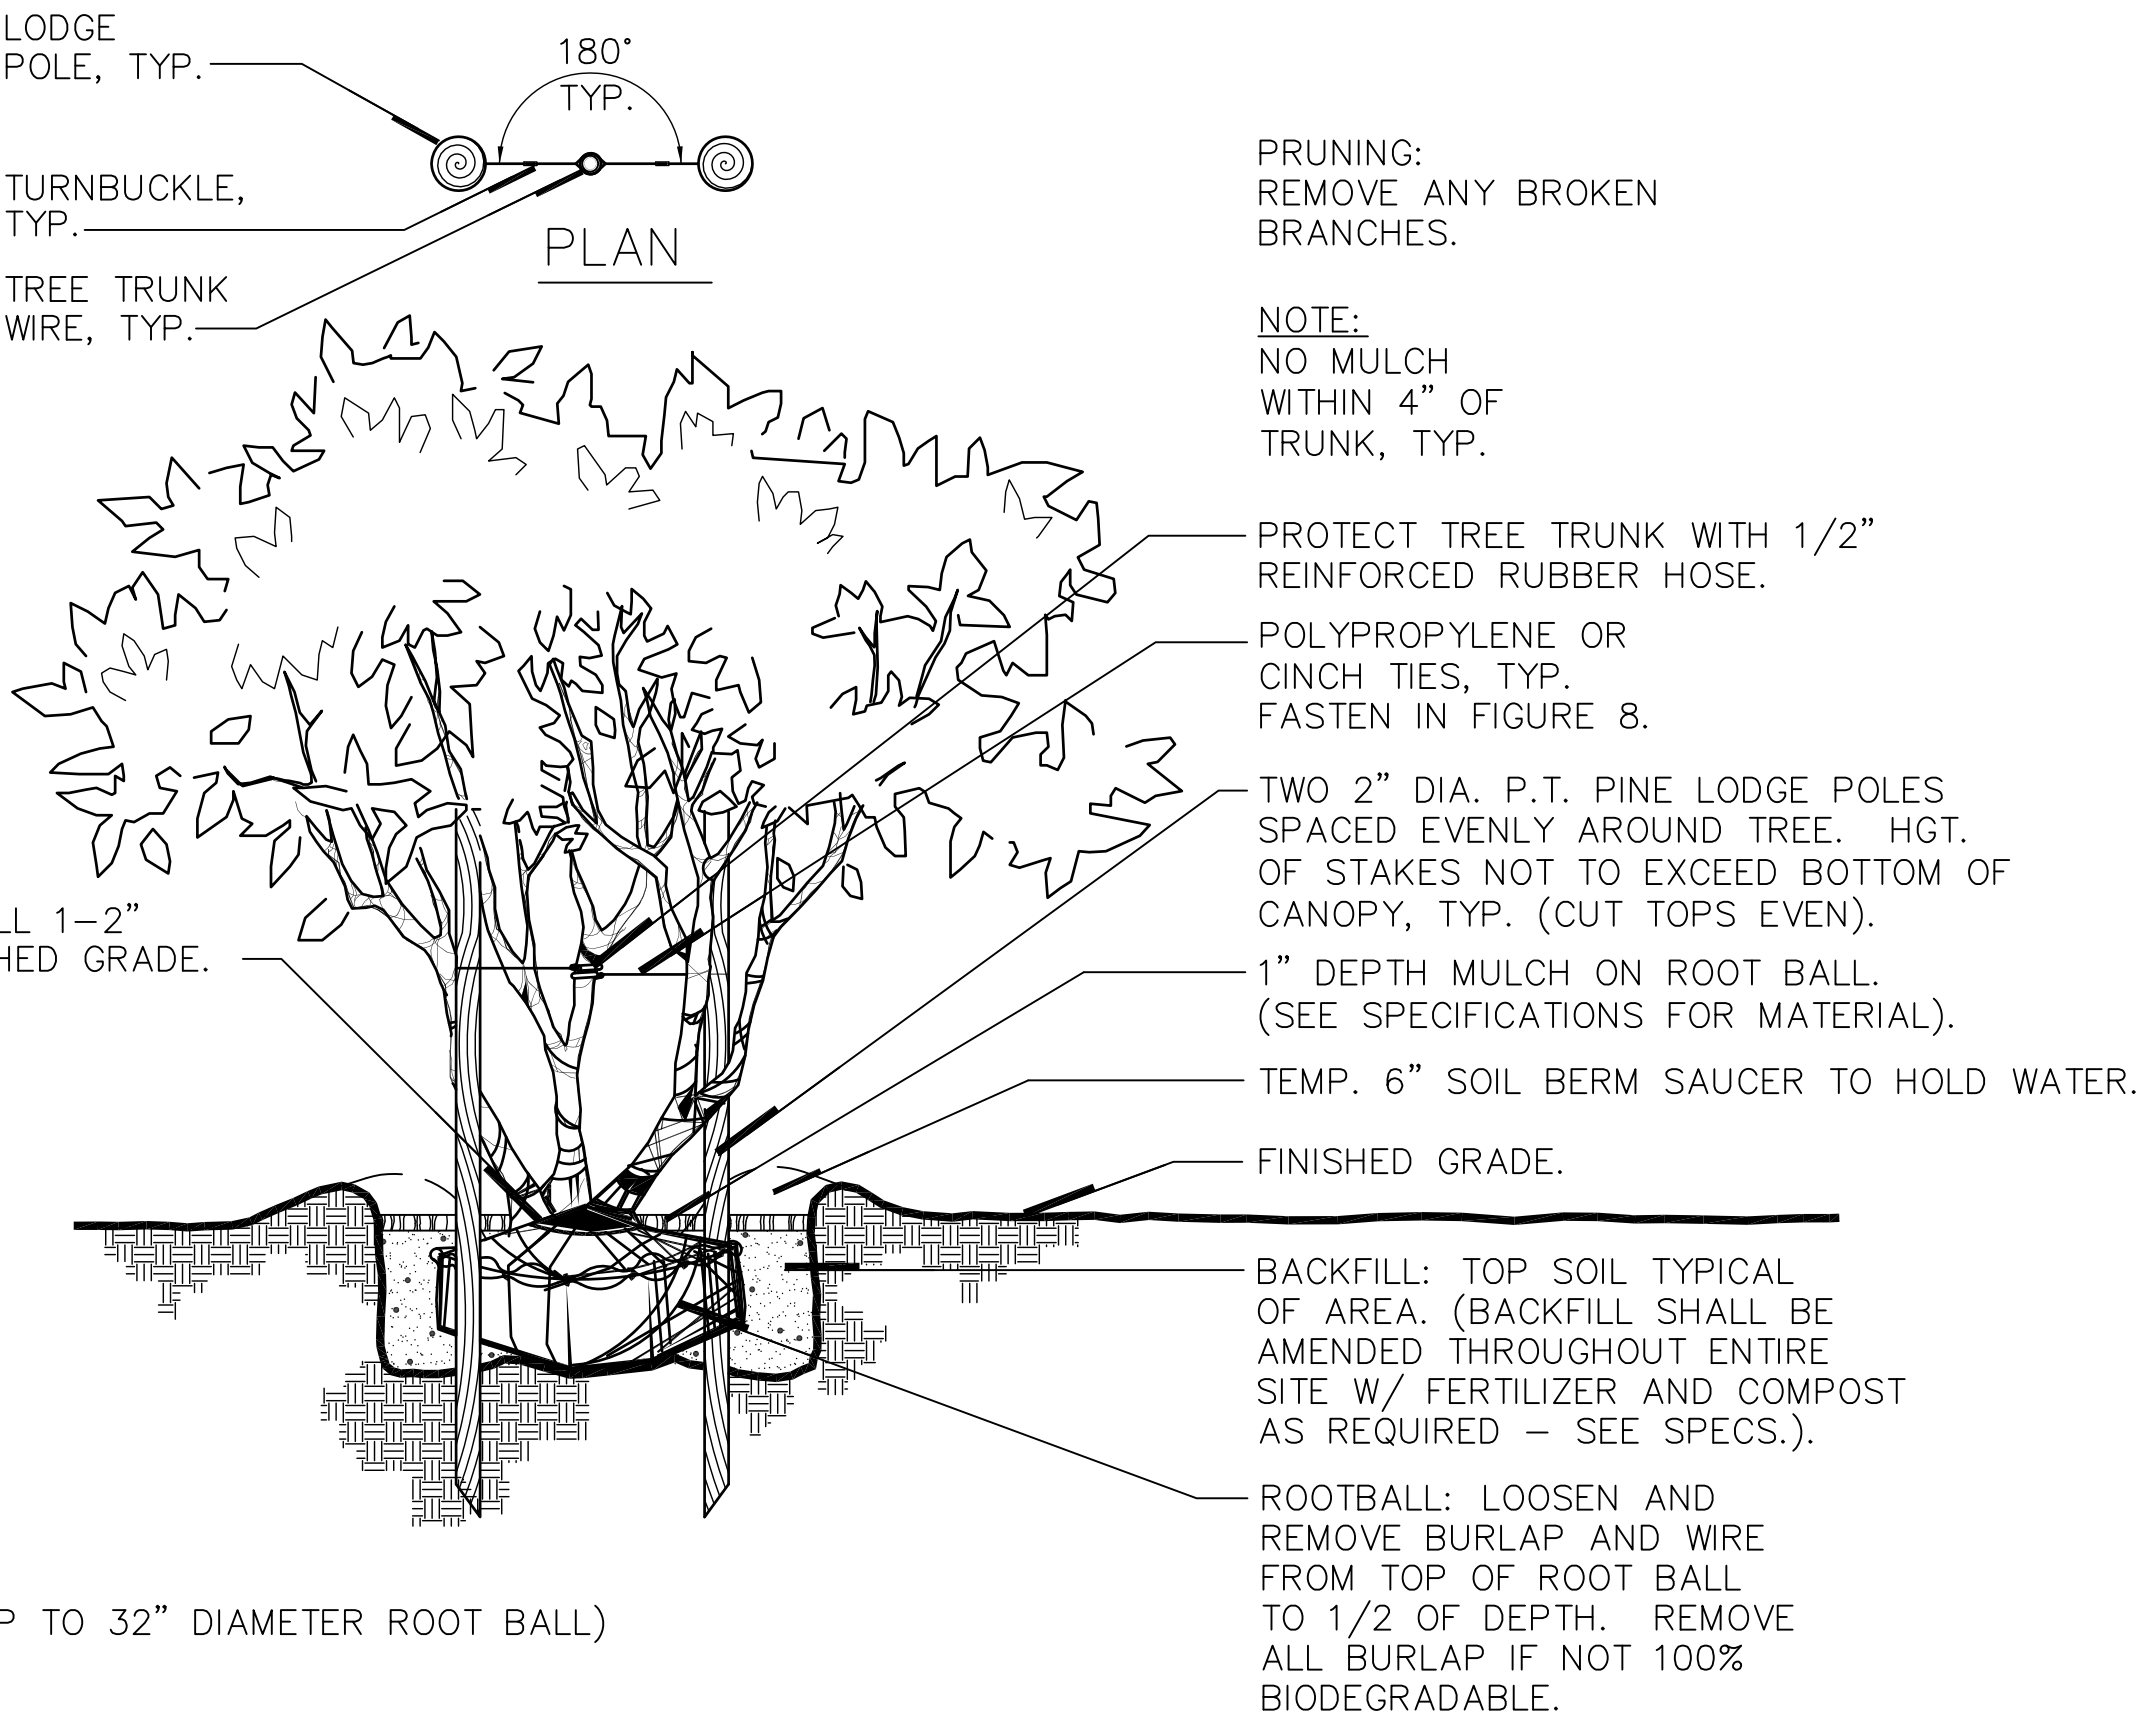 LODGE
POLE, TYP.
180°
TYP.
TURNBUCKLE,
TYP.
PLAN
TREE TRUNK
WIRE, TYP.
PRUNING:
REMOVE ANY BROKEN
BRANCHES.
NOTE:
NO MULCH
WITHIN 4" OF
TRUNK, TYP.
PROTECT TREE TRUNK WITH 1/2"
REINFORCED RUBBER HOSE.
POLYPROPYLENE OR
CINCH TIES, TYP.
FASTEN IN FIGURE 8.
TWO 2" DIA. P.T. PINE LODGE POLES
SPACED EVENLY AROUND TREE. HGT.
OF STAKES NOT TO EXCEED BOTTOM OF
CANOPY, TYP. (CUT TOPS EVEN).
1-2"
GRADE.
1" DEPTH MULCH ON ROOT BALL.
(SEE SPECIFICATIONS FOR MATERIAL).
TEMP. 6" SOIL BERM SAUCER TO HOLD WATER.
FINISHED GRADE.
BACKFILL: TOP SOIL TYPICAL
OF AREA. (BACKFILL SHALL BE
AMENDED THROUGHOUT ENTIRE
SITE W/ FERTILIZER AND COMPOST
AS REQUIRED – SEE SPECS.).
ROOTBALL: LOOSEN AND
REMOVE BURLAP AND WIRE
FROM TOP OF ROOT BALL
TO 1/2 OF DEPTH. REMOVE
ALL BURLAP IF NOT 100%
BIODEGRADABLE.
TO 32" DIAMETER ROOT BALL)